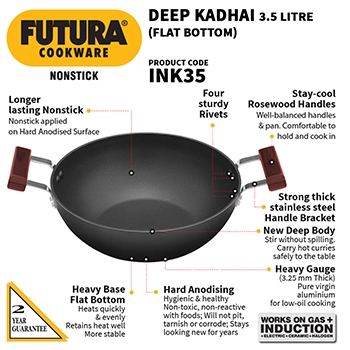 FUTURA®
COOKWARE
NONSTICK
DEEP KADHAI 3.5 LITRE
(FLAT BOTTOM)
PRODUCT CODE
INK35
Longer
lasting Nonstick
Nonstick applied
on Hard Anodised Surface
Four
sturdy
Rivets
Stay-cool
Rosewood Handles
Well-balanced handles
& pan. Comfortable to
hold and cook in
Strong thick
stainless steel
Handle Bracket
New Deep Body
Stir without spilling.
Carry hot curries
safely to the table
Heavy Gauge
(3.25 mm Thick)
Pure virgin
aluminium
for low-oil cooking
Heavy Base
Flat Bottom
Heats quickly
& evenly
Retains heat well
More stable
Hard Anodising
Hygienic & healthy
Non-toxic, non-reactive
with foods; Will not pit,
tarnish or corrode; Stays
looking new for years
2
YEAR
GUARANTEE
WORKS ON GAS +
INDUCTION
+ELECTRIC +CERAMIC +HALOGEN